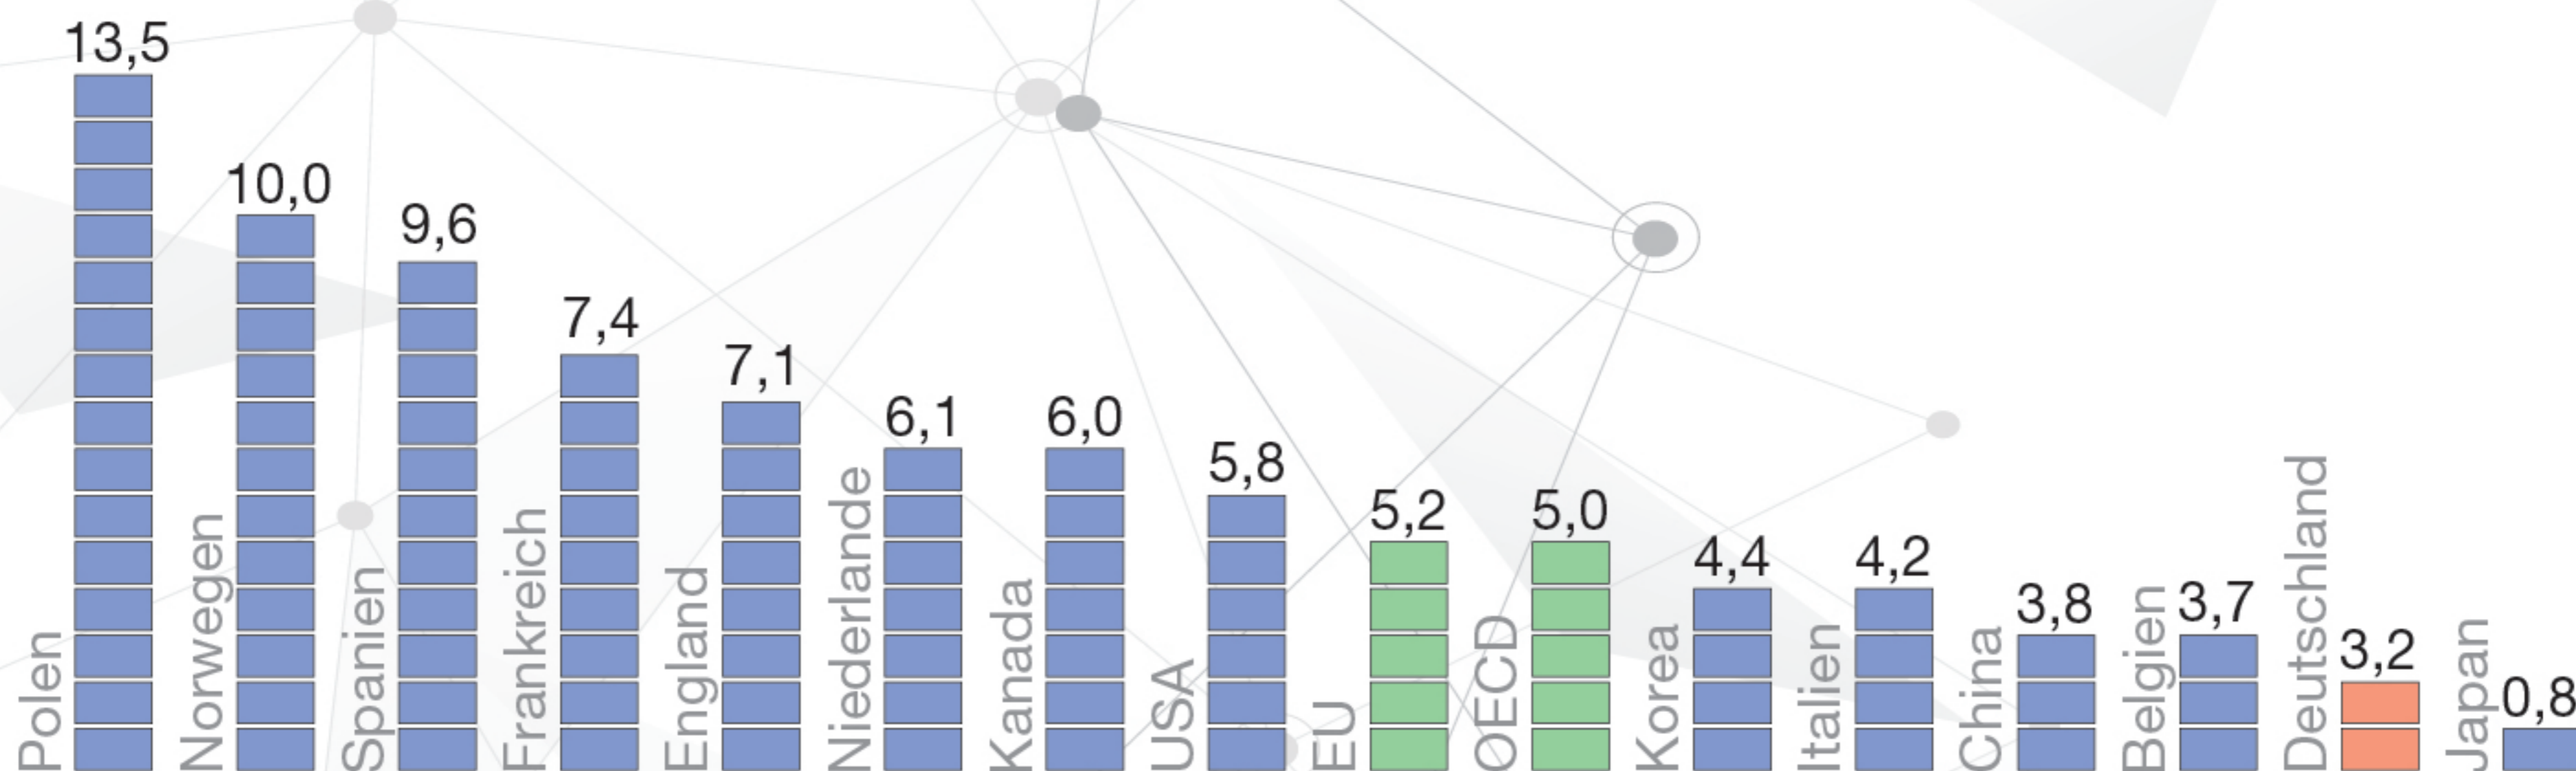 Polen 13,5
Norwegen 10,0
Spanien 9,6
Frankreich 7,4
England 7,1
Niederlande 6,1
Kanada 6,0
USA 5,8
EU 5,2
OECD 5,0
Korea 4,4
Italien 4,2
China 3,8
Belgien 3,7
Deutschland 3,2
Japan 0,8